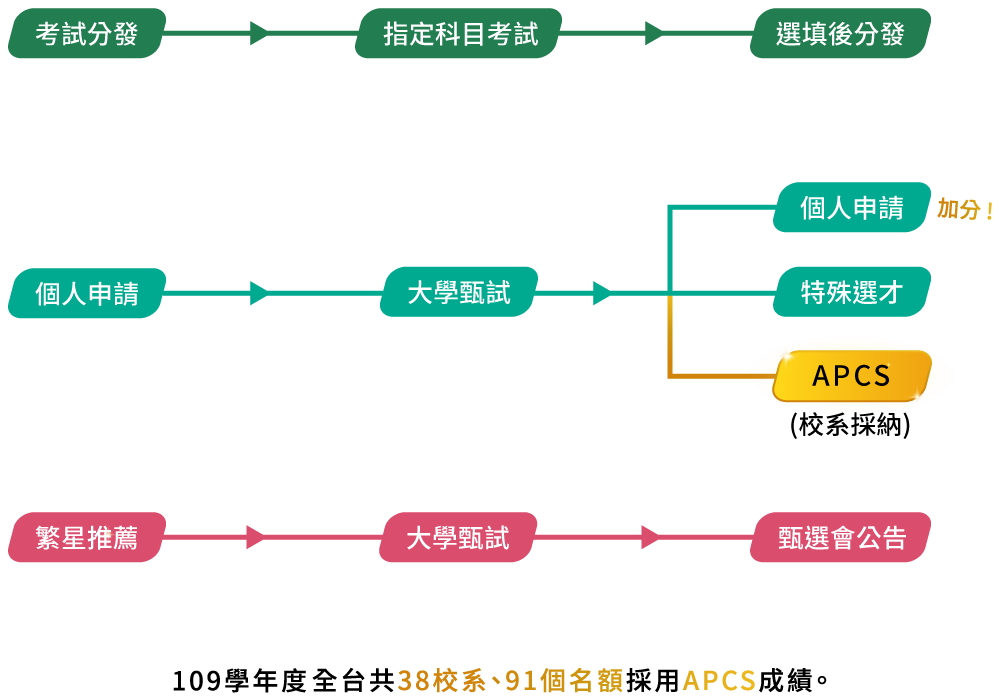 考試分發
指定科目考試
選填後分發
個人申請
加分！
個人申請
大學甄試
特殊選才
APCS
(校系採納)
繁星推薦
大學甄試
甄選會公告
109學年度全台共38校系、91個名額採用APCS成績。